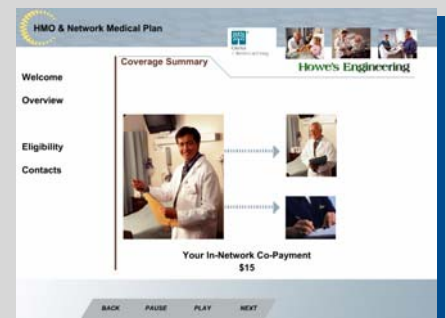 HMO & Network Medical Plan
Howe's Engineering
Coverage Summary
Welcome
Overview
Eligibility
Contacts
Your In-Network Co-Payment
$15
BACK PAUSE PLAY NEXT